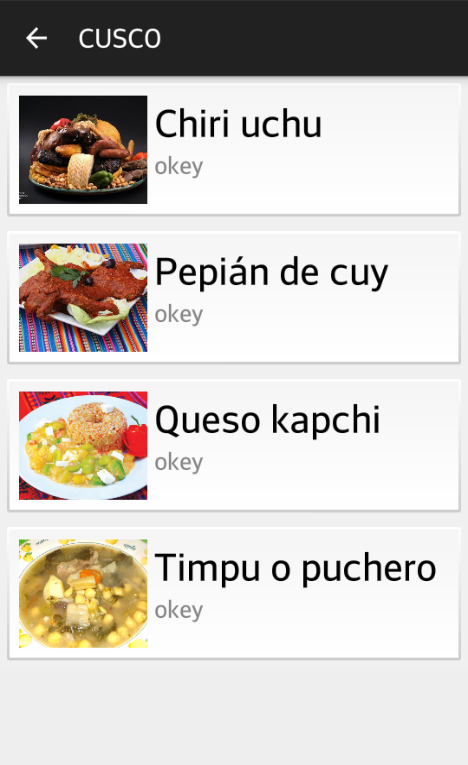 CUSCO
Chiri uchu
okey
Pepián de cuy
okey
Queso kapchi
okey
Timpu o puchero
okey